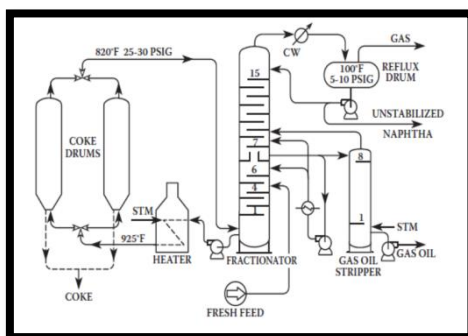 820°F 25-30 PSIG
GAS
CW
100°F
5-10 PSIG
REFLUX
DRUM
15
UNSTABILIZED
NAPHTHA
COKE
DRUMS
7
8
6
4
1
STM
STM
925°F
HEATER
FRACTIONATOR
GAS OIL
STRIPPER
GAS OIL
COKE
FRESH FEED